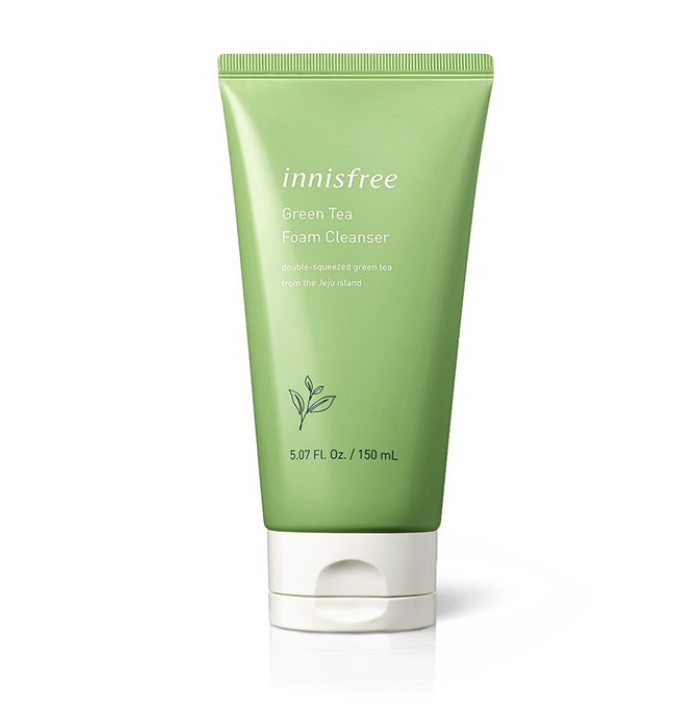 innisfree
Green Tea
Foam Cleanser
double-squeezed green tea
from the Jeju island
5.07 Fl. Oz. / 150 mL